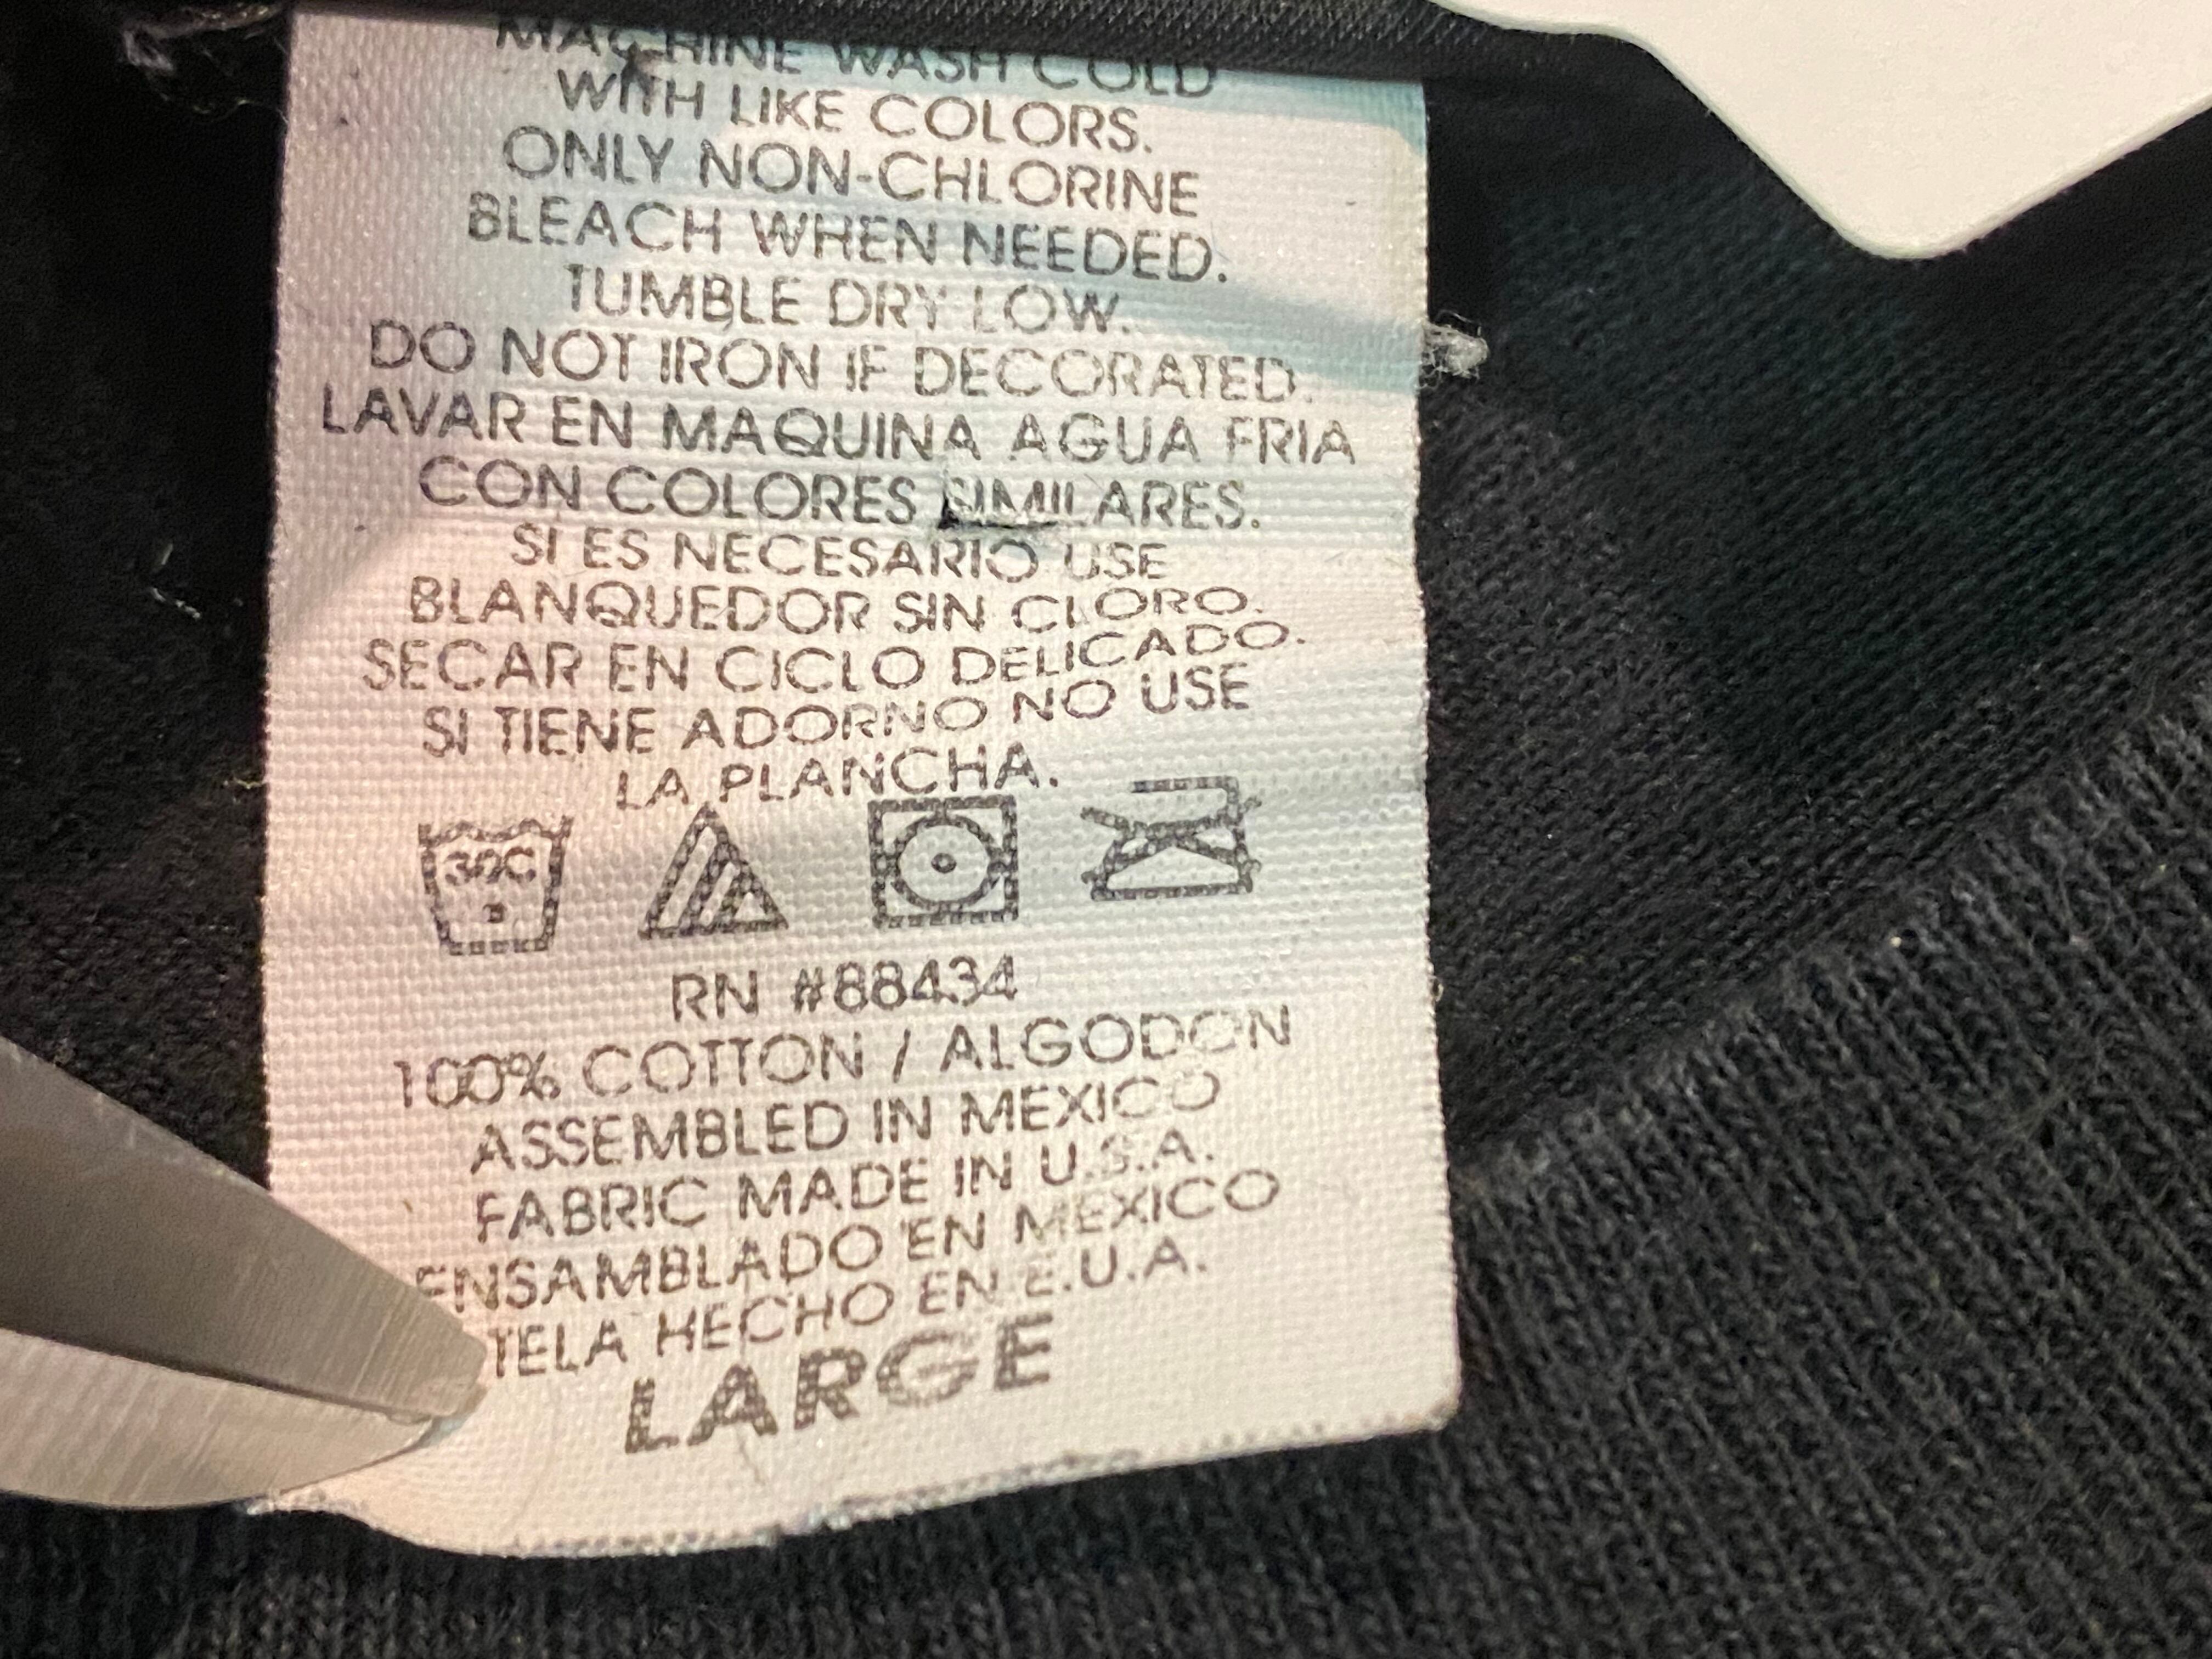 MACHINE WASH COLD
WITH LIKE COLORS.
ONLY NON-CHLORINE
BLEACH WHEN NEEDED.
TUMBLE DRY LOW.
DO NOT IRON IF DECORATED.
LAVAR EN MAQUINA AGUA FRIA
CON COLORES SIMILARES.
SI ES NECESARIO USE
BLANQUEDOR SIN CLORO.
SECAR EN CICLO DELICADO.
SI TIENE ADORNO NO USE
LA PLANCHA.
30C
RN #88434
100% COTTON / ALGODON
ASSEMBLED IN MEXICO
FABRIC MADE IN U.S.A.
ENSAMBLADO EN MEXICO
TELA HECHO EN E.U.A.
LARGE